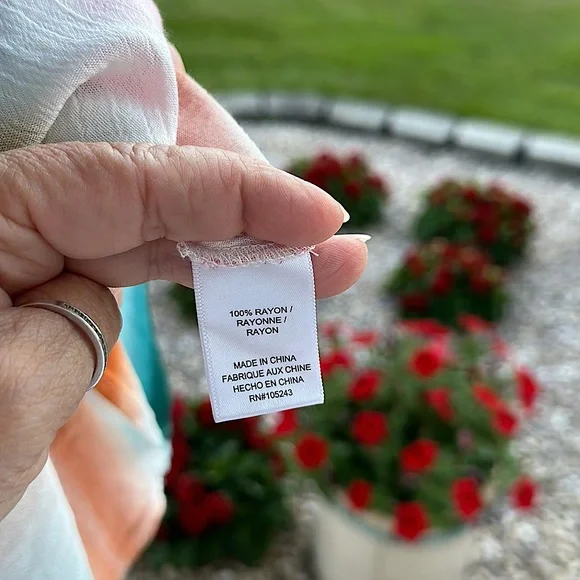 100% RAYON /
RAYONNE /
RAYON
MADE IN CHINA
FABRIQUE AUX CHINE
HECHO EN CHINA
RN#105243